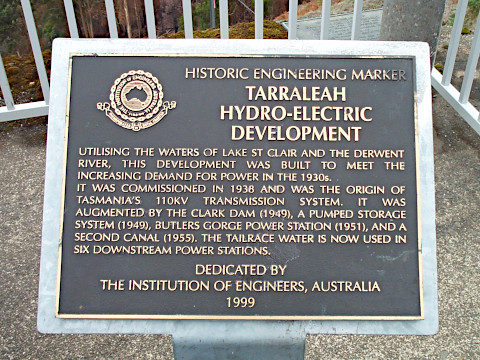 HISTORIC ENGINEERING MARKER
TARRALEAH
HYDRO-ELECTRIC
DEVELOPMENT
UTILISING THE WATERS OF LAKE ST CLAIR AND THE DERWENT
RIVER, THIS DEVELOPMENT WAS BUILT TO MEET THE
INCREASING DEMAND FOR POWER IN THE 1930s.
IT WAS COMMISSIONED IN 1938 AND WAS THE ORIGIN OF
TASMANIA'S 110KV TRANSMISSION SYSTEM. IT WAS
AUGMENTED BY THE CLARK DAM (1949), A PUMPED STORAGE
SYSTEM (1949), BUTLERS GORGE POWER STATION (1951), AND A
SECOND CANAL (1955). THE TAILRACE WATER IS NOW USED IN
SIX DOWNSTREAM POWER STATIONS.
DEDICATED BY
THE INSTITUTION OF ENGINEERS, AUSTRALIA
1999